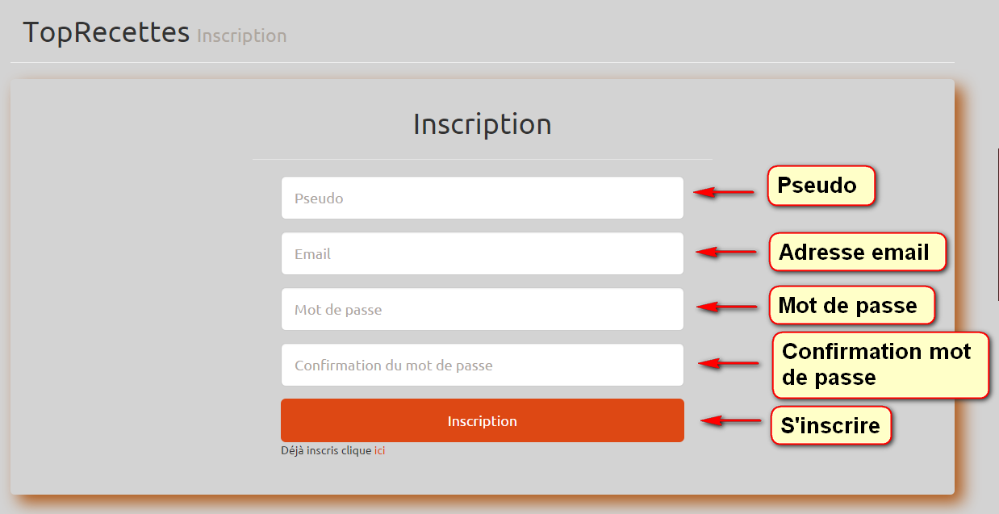 TopRecettes Inscription
Inscription
Pseudo
Pseudo
Email
Adresse email
Mot de passe
Mot de passe
Confirmation du mot de passe
Confirmation mot
de passe
Inscription
S'inscrire
Déjà inscris clique ici